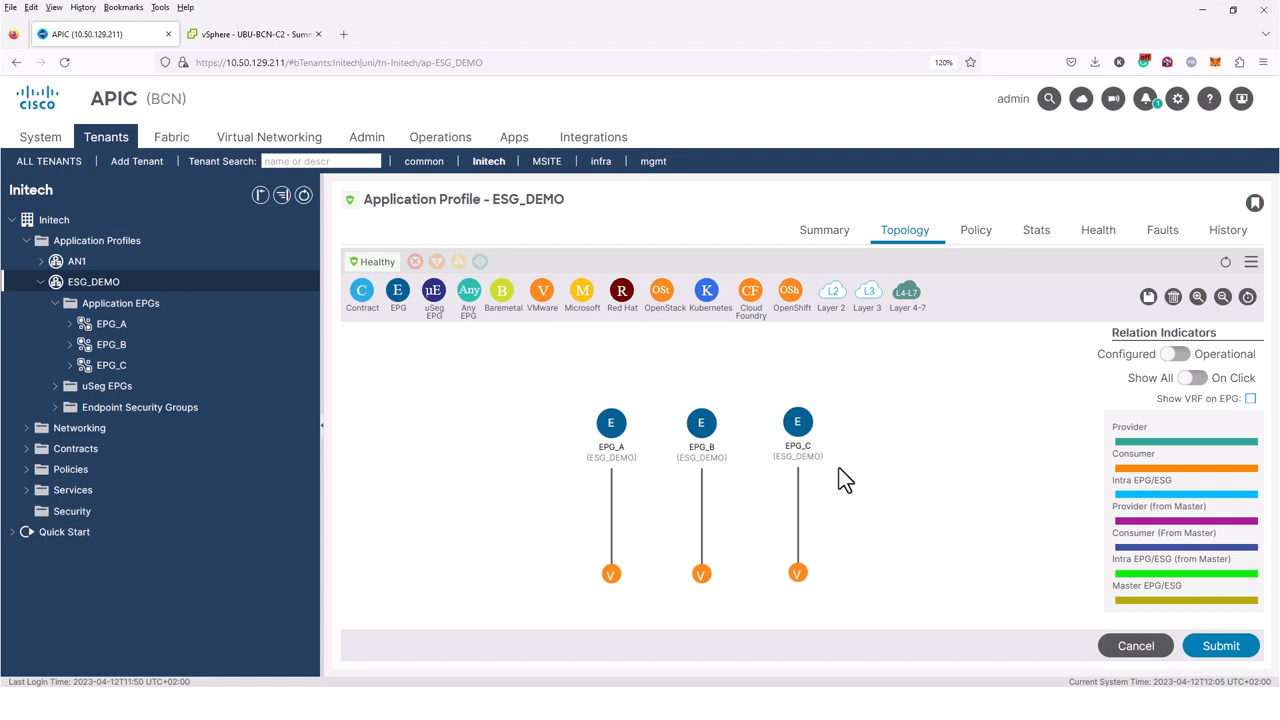 File Edit View History Bookmarks Tools Help
APIC (10.50.129.211) vSphere - UBU-BCN-C2 - Summ
https://10.50.129.211/#bTenants:Initech|uni/tn-Initech/ap-ESG_DEMO 120%
CISCO APIC (BCN) admin
System Tenants Fabric Virtual Networking Admin Operations Apps Integrations
ALL TENANTS | Add Tenant | Tenant Search: name or descr | common | Initech | MSITE | infra | mgmt
Initech
Initech
Application Profiles
AN1
ESG_DEMO
Application EPGs
EPG_A
EPG_B
EPG_C
uSeg EPGs
Endpoint Security Groups
Networking
Contracts
Policies
Services
Security
Quick Start
Application Profile - ESG_DEMO
Summary Topology Policy Stats Health Faults History
Healthy
C E µE Any B V M R OSt K CF OSh L2 L3 L4-L7
Contract EPG uSeg EPG Any EPG Baremetal VMware Microsoft Red Hat OpenStack Kubernetes Cloud Foundry OpenShift Layer 2 Layer 3 Layer 4-7
Relation Indicators
Configured Operational
Show All On Click
Show VRF on EPG:
Provider
Consumer
Intra EPG/ESG
Provider (from Master)
Consumer (From Master)
Intra EPG/ESG (from Master)
Master EPG/ESG
E E E
EPG_A EPG_B EPG_C
(ESG_DEMO) (ESG_DEMO) (ESG_DEMO)
V V V
Cancel Submit
Last Login Time: 2023-04-12T11:50 UTC+02:00 Current System Time: 2023-04-12T12:05 UTC+02:00